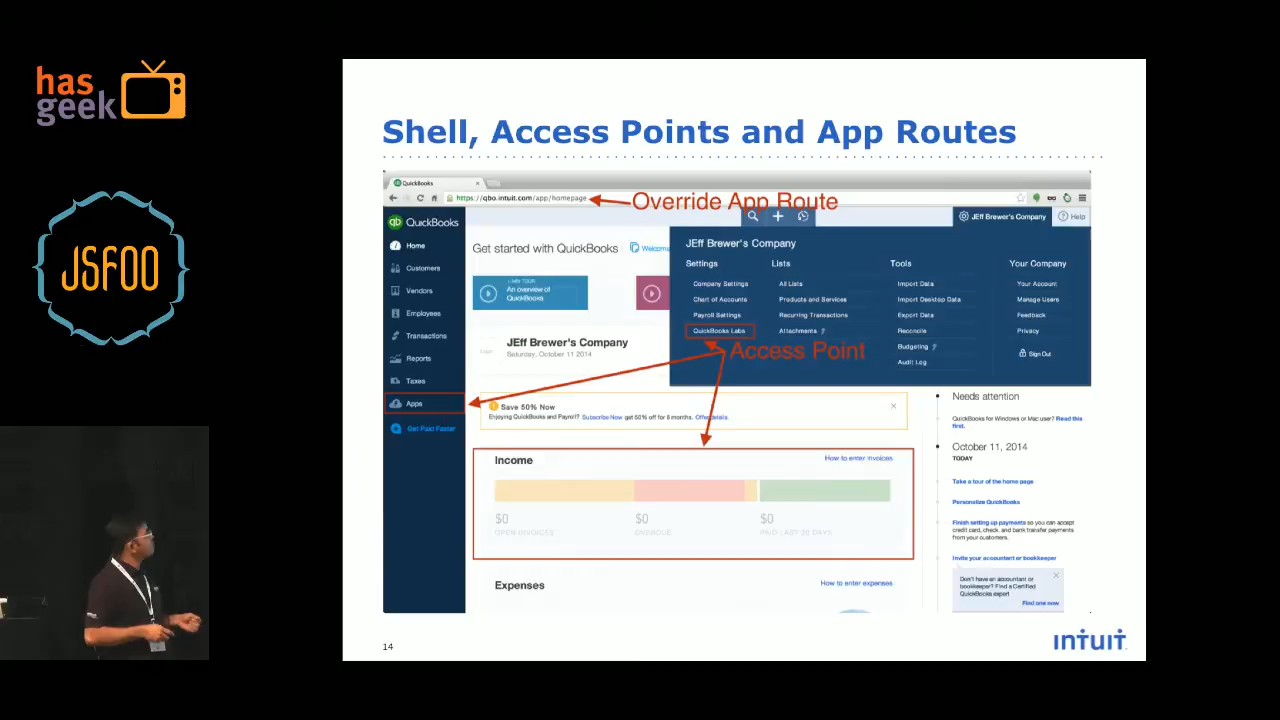 has
geek
JSFOO
Shell, Access Points and App Routes
QuickBooks
https://qbo.intuit.com/app/homepage
Override App Route
QuickBooks
JEff Brewer's Company
Help
Home
Customers
Vendors
Employees
Transactions
Reports
Taxes
Apps
Get Paid Faster
Get started with QuickBooks
Welcome
An overview of
QuickBooks
JEff Brewer's Company
Saturday, October 11 2014
JEff Brewer's Company
Settings
Company Settings
Chart of Accounts
Payroll Settings
QuickBooks Labs
Lists
All Lists
Products and Services
Recurring Transactions
Attachments
Tools
Import Data
Import Desktop Data
Export Data
Reconcile
Budgeting
Audit Log
Your Company
Your Account
Manage Users
Feedback
Privacy
Sign Out
Access Point
Save 50% Now
Enjoying QuickBooks and Payroll? Subscribe Now get 50% off for 6 months. Offer details.
Income
How to enter invoices
$0
OPEN INVOICES
$0
OVERDUE
$0
PAID LAST 30 DAYS
Expenses
How to enter expenses
Needs attention
QuickBooks for Windows or Mac user? Read this
first.
October 11, 2014
TODAY
Take a tour of the home page
Personalize QuickBooks
Finish setting up payments so you can accept
credit card, check, and bank transfer payments
from your customers.
Invite your accountant or bookkeeper
Don't have an accountant or
bookkeeper? Find a Certified
QuickBooks expert
Find one now
14
intuit